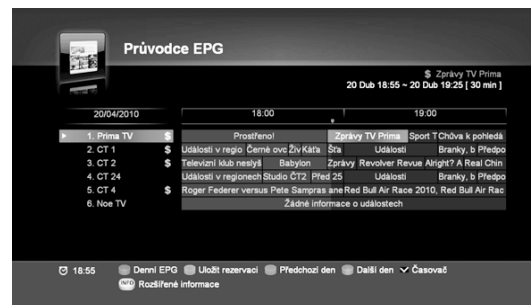 Průvodce EPG
$ Zprávy TV Prima
20 Dub 18:55 ~ 20 Dub 19:25 [ 30 min ]
20/04/2010 18:00 19:00
1. Prima TV $ Prostřeno! Zprávy TV Prima Sport T Chůva k pohledá
2. CT 1 $ Události v regio Černé ovc Živ Káťa Šťa Události Branky, b Předpo
3. CT 2 $ Televizní klub neslyš Babylon Zprávy Revolver Revue Alright? A Real Chin
4. CT 24 Události v regionech Studio ČT2 Před 25 Události Branky, b Předpo
5. CT 4 $ Roger Federer versus Pete Sampras ane Red Bull Air Race 2010, Red Bull Air Rac
6. Noe TV Žádné informace o událostech
18:55 Denní EPG Uložit rezervaci Předchozí den Další den Časovač
INFO Rozšířené informace